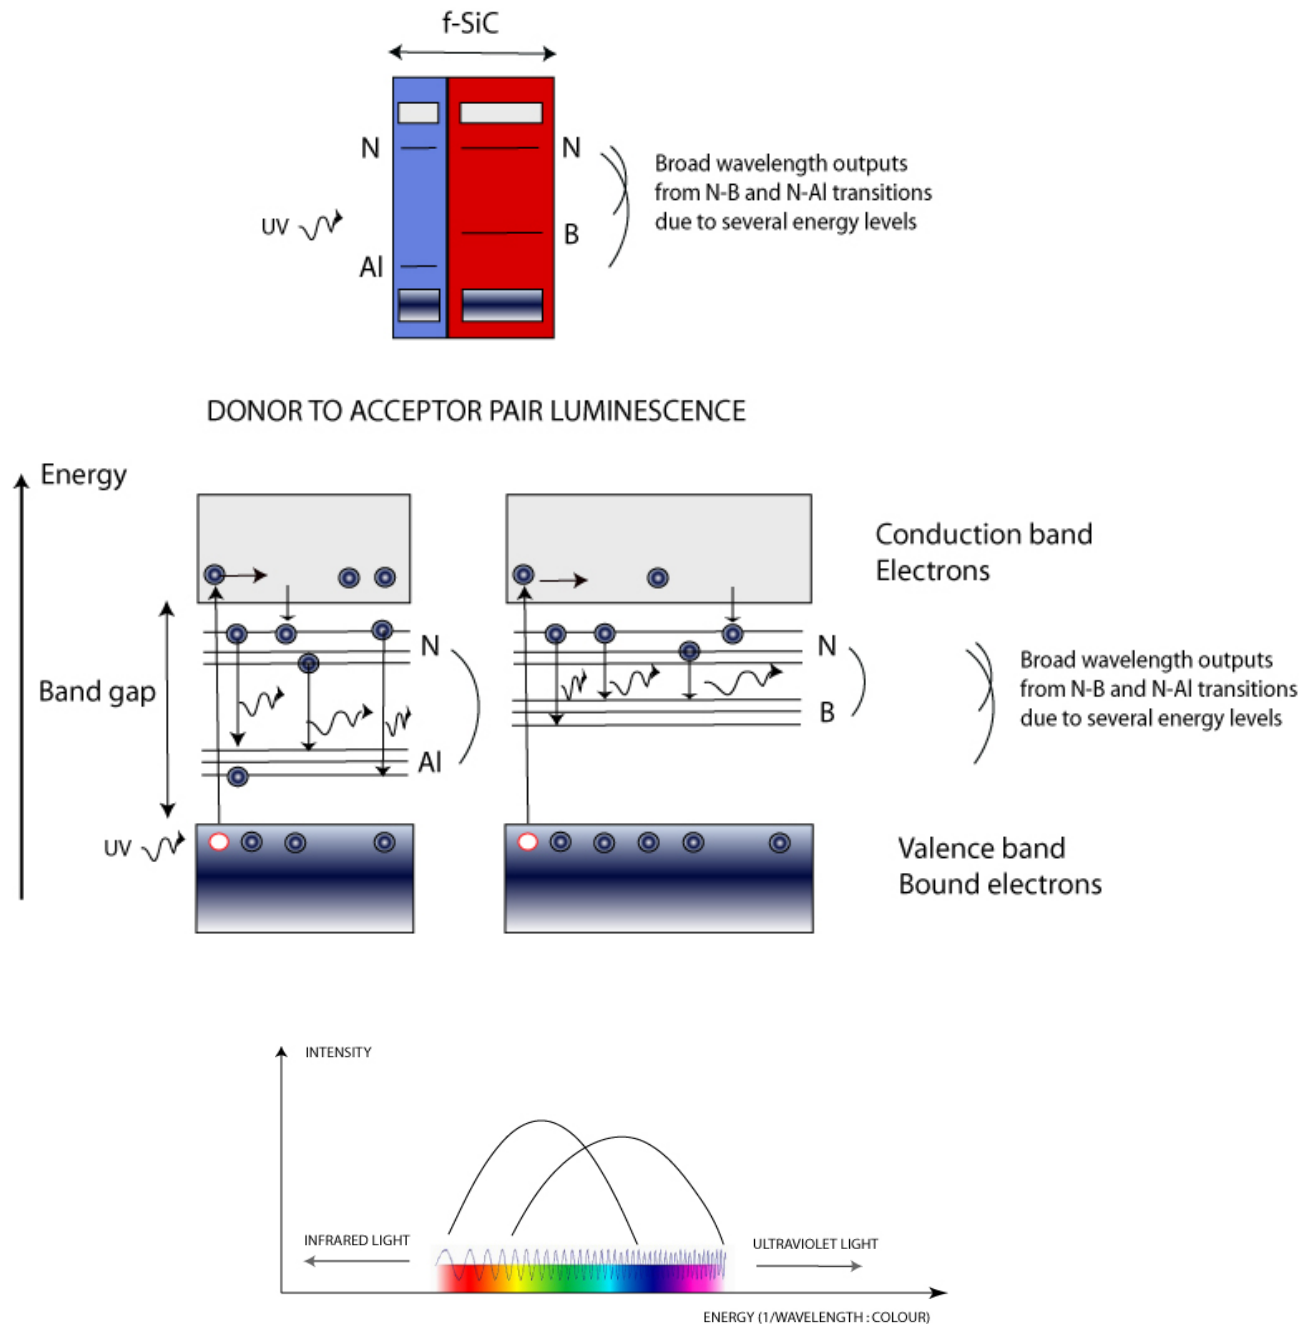 f-SiC
N
N
Broad wavelength outputs
from N-B and N-Al transitions
due to several energy levels
UV
B
Al
DONOR TO ACCEPTOR PAIR LUMINESCENCE
Energy
Conduction band
Electrons
N
N
Broad wavelength outputs
from N-B and N-Al transitions
due to several energy levels
Band gap
B
Al
UV
Valence band
Bound electrons
INTENSITY
INFRARED LIGHT
ULTRAVIOLET LIGHT
ENERGY (1/WAVELENGTH : COLOUR)